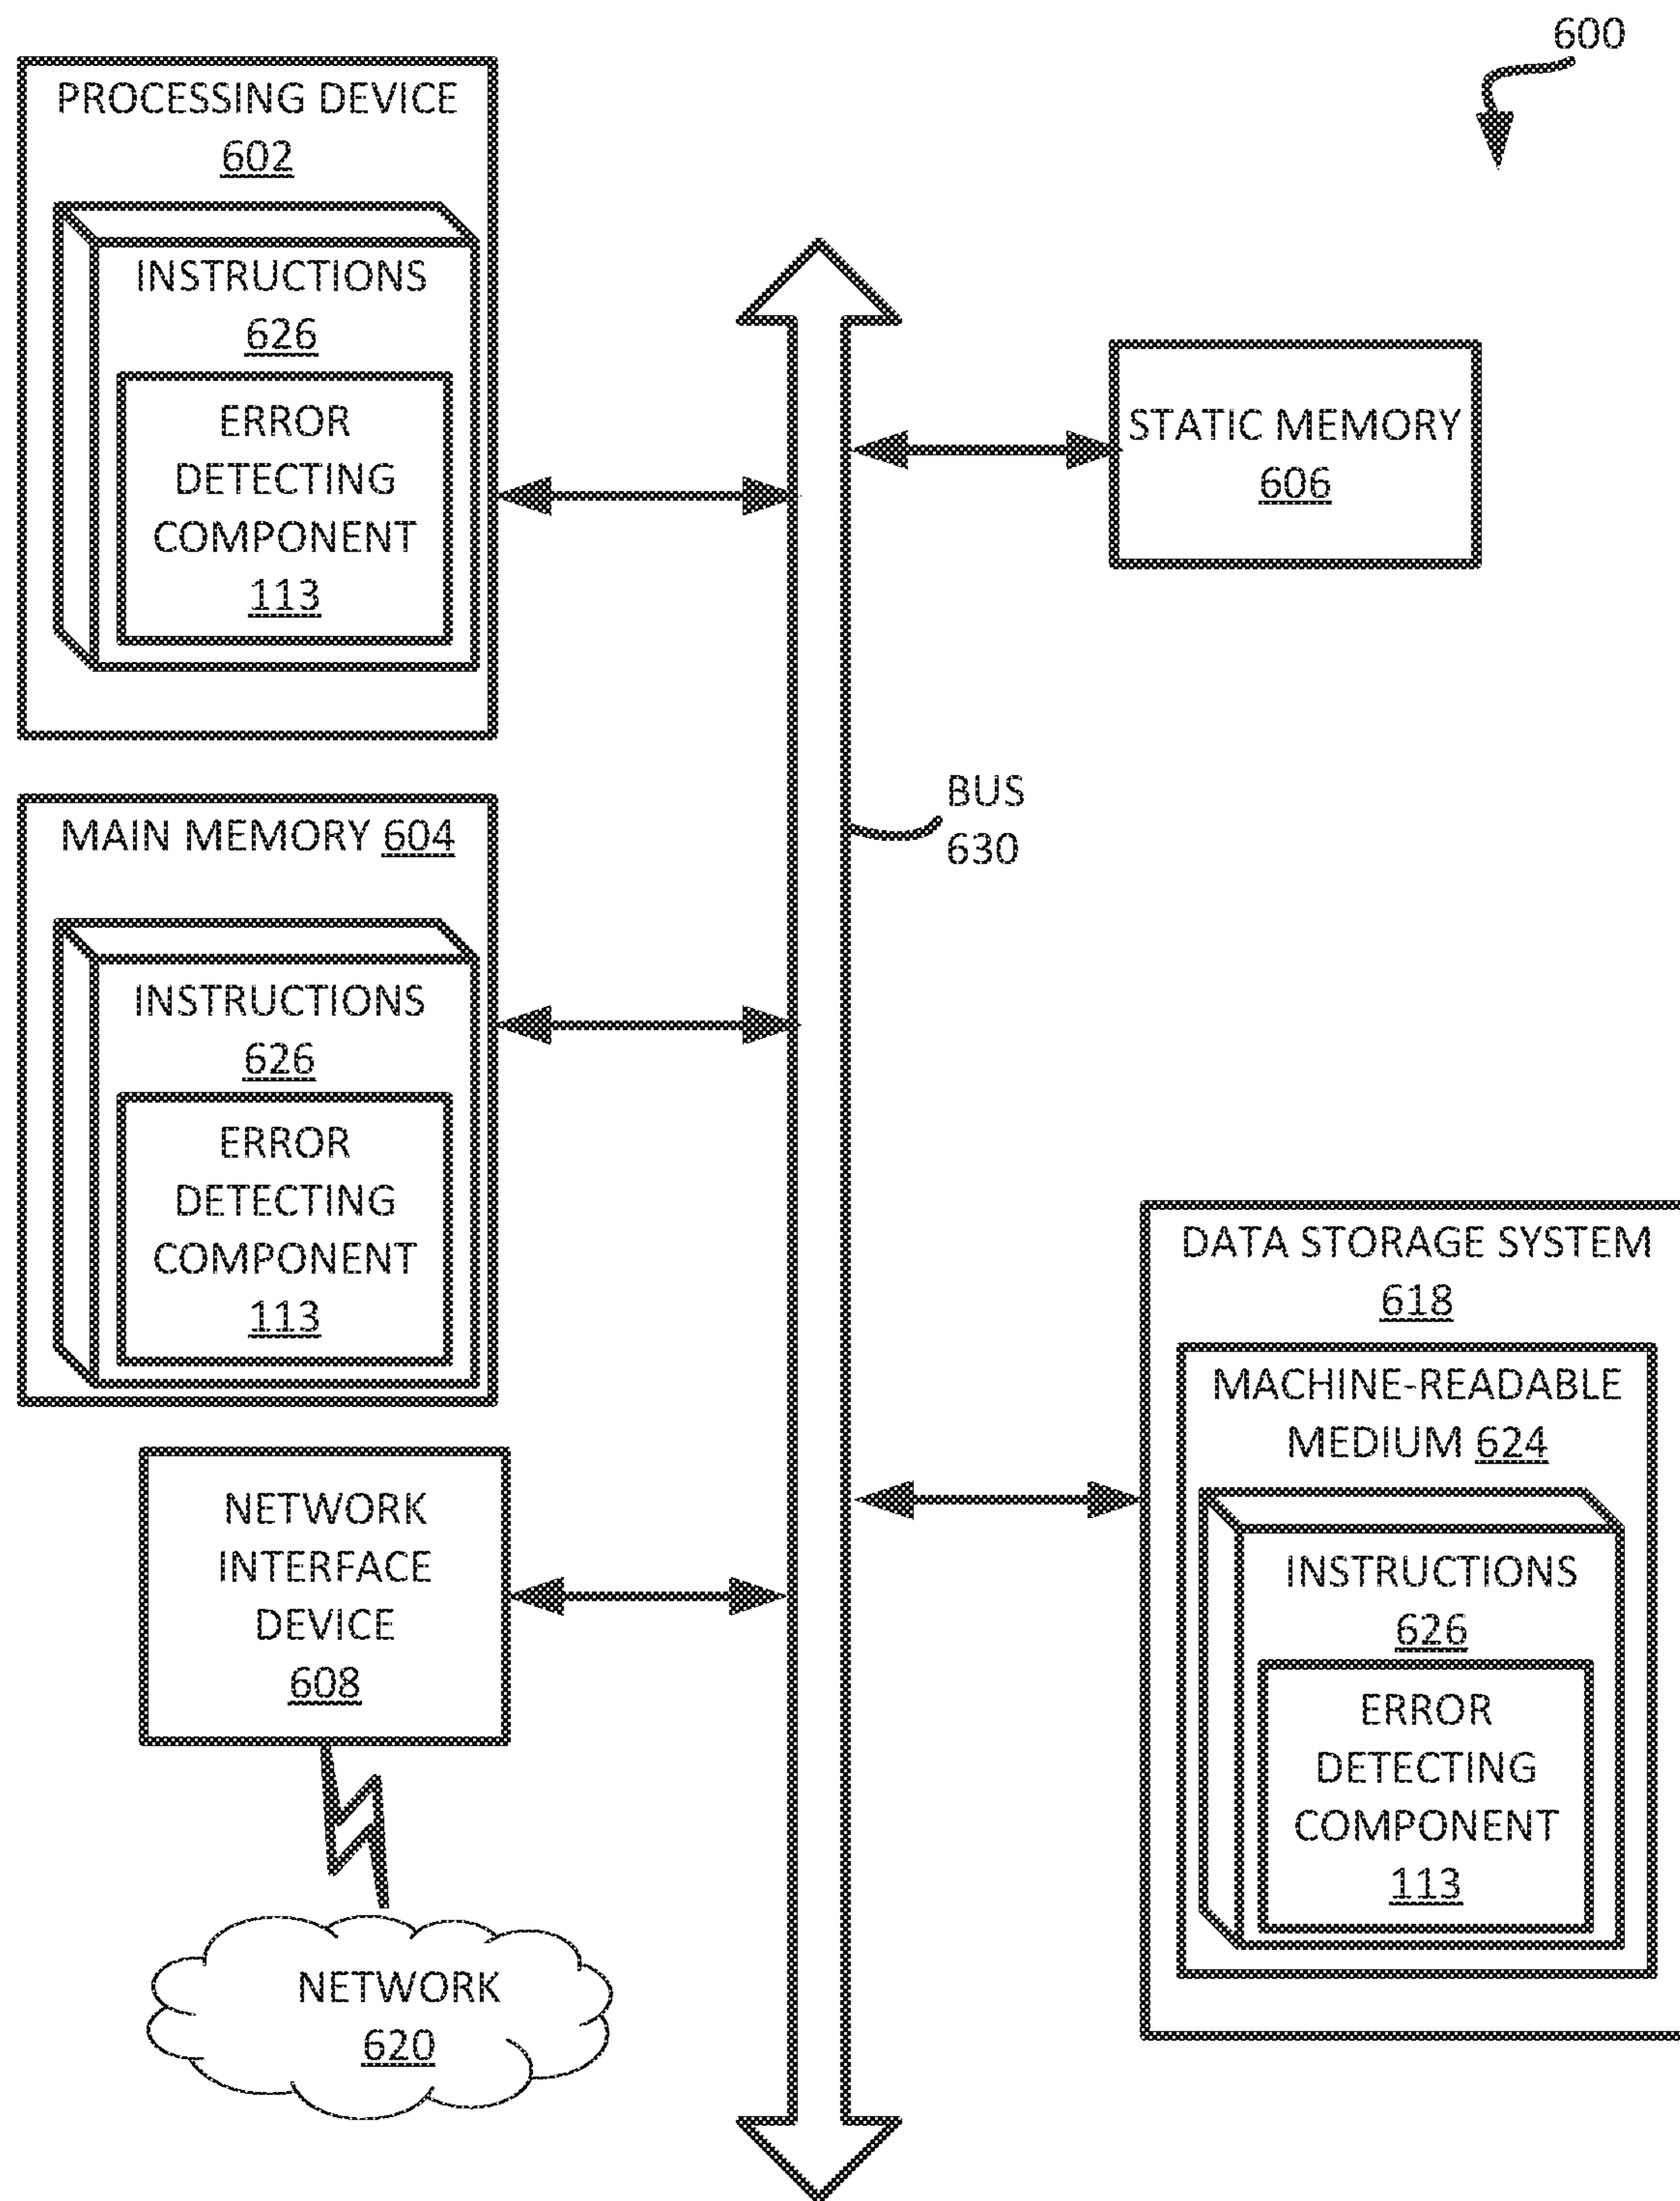 600
PROCESSING DEVICE
602
INSTRUCTIONS
626
ERROR
DETECTING
COMPONENT
113
STATIC MEMORY
606
BUS
630
MAIN MEMORY 604
INSTRUCTIONS
626
ERROR
DETECTING
COMPONENT
113
DATA STORAGE SYSTEM
618
MACHINE-READABLE
MEDIUM 624
INSTRUCTIONS
626
ERROR
DETECTING
COMPONENT
113
NETWORK
INTERFACE
DEVICE
608
NETWORK
620